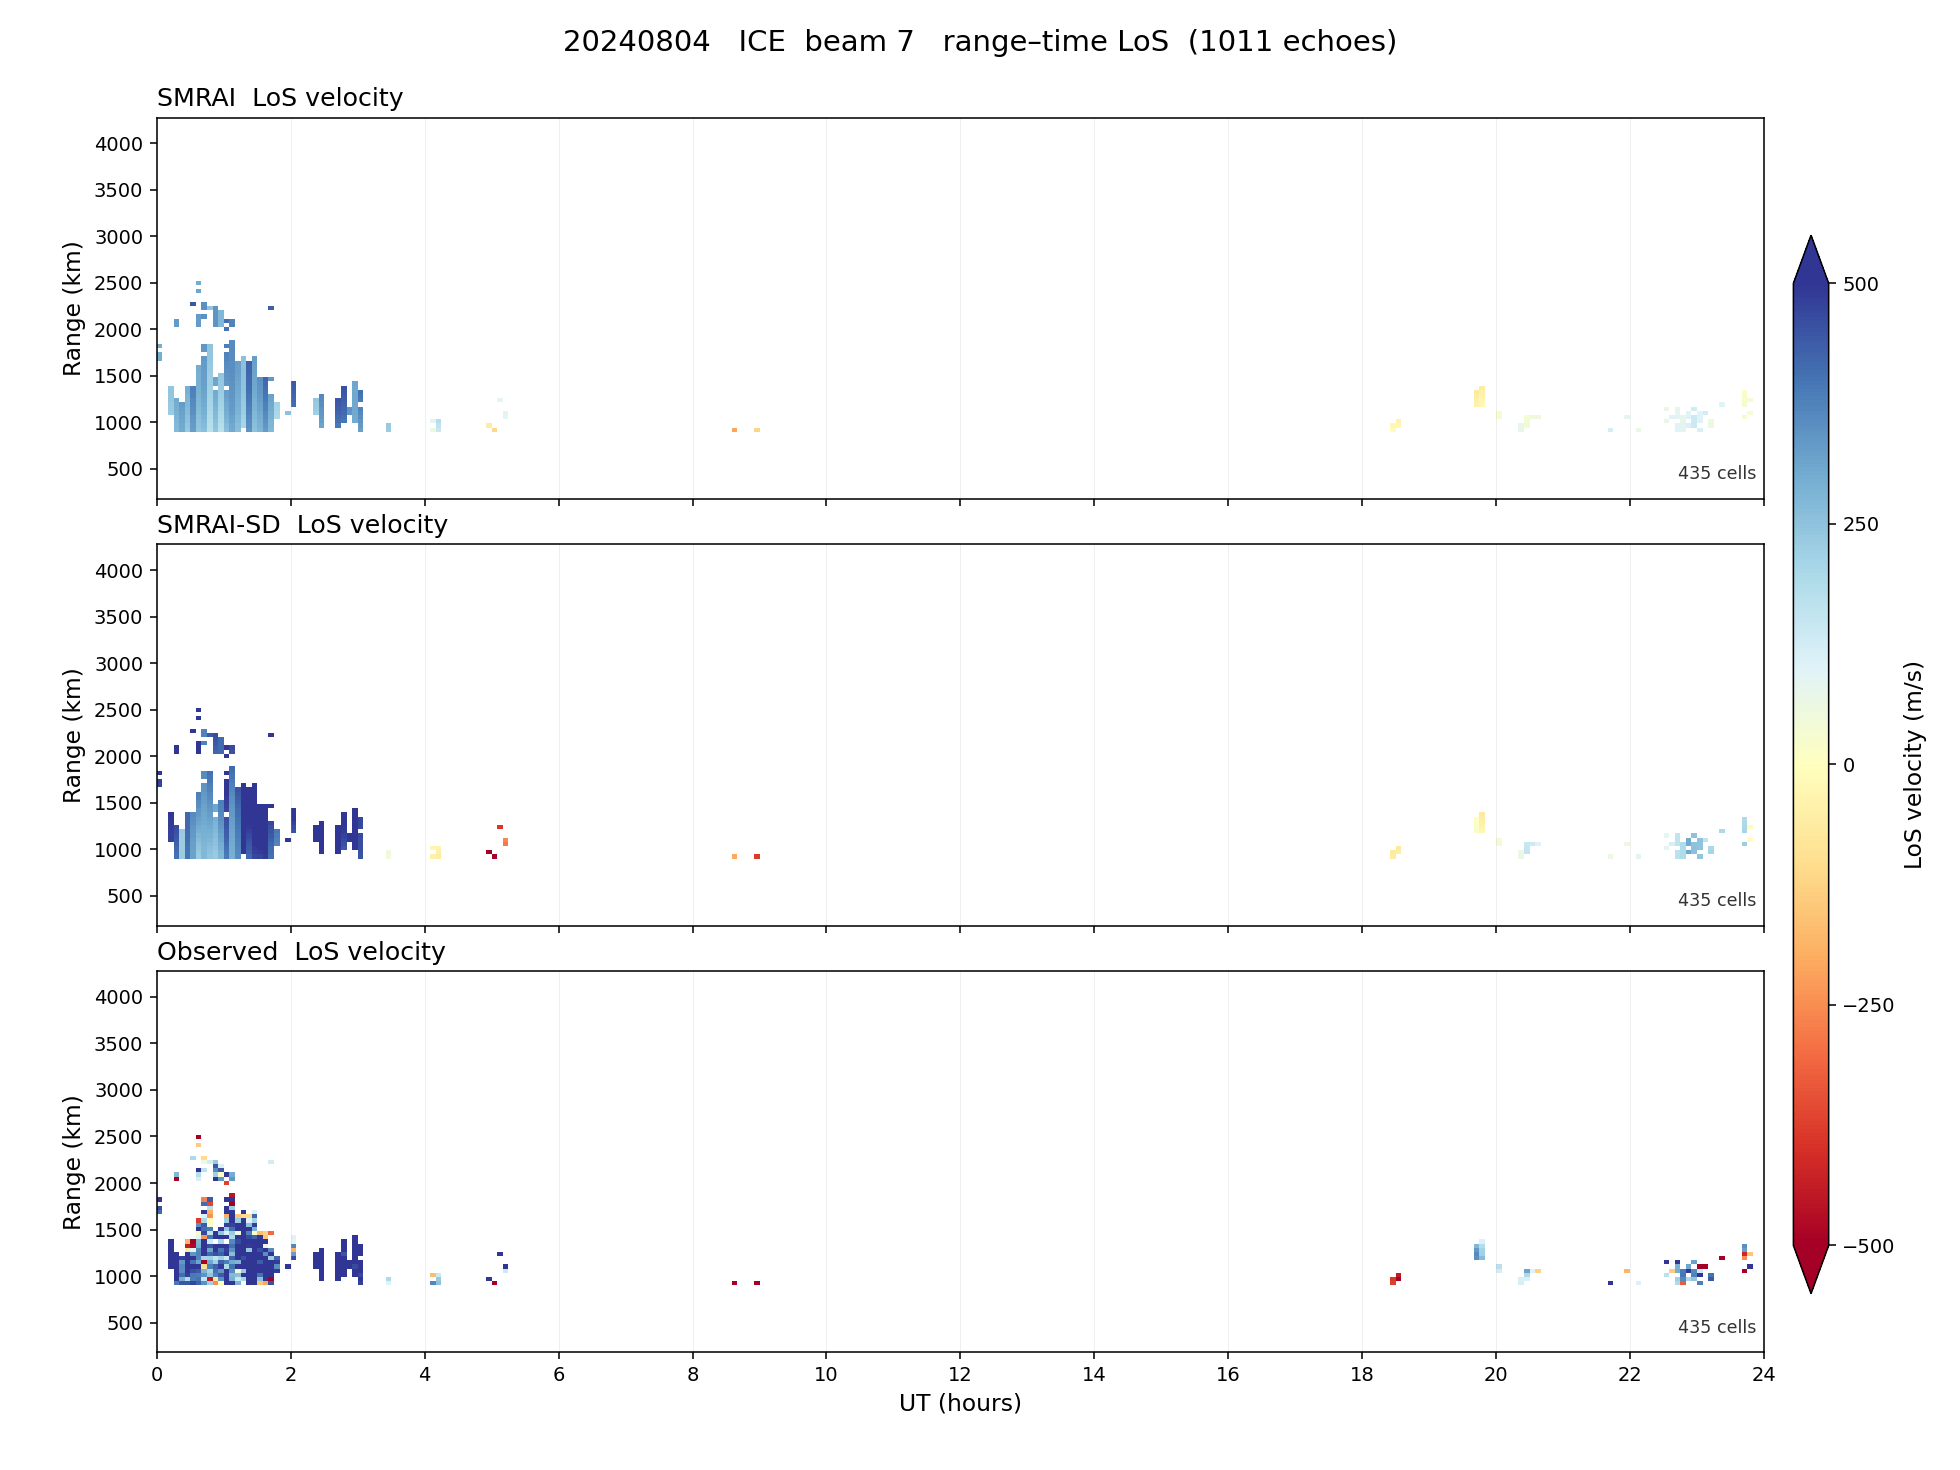 20240804   ICE  beam 7   range–time LoS  (1011 echoes)
SMRAI  LoS velocity
4000
3500
3000
2500
2000
1500
1000
500
Range (km)
435 cells
SMRAI-SD  LoS velocity
4000
3500
3000
2500
2000
1500
1000
500
Range (km)
435 cells
Observed  LoS velocity
4000
3500
3000
2500
2000
1500
1000
500
Range (km)
435 cells
0 2 4 6 8 10 12 14 16 18 20 22 24
UT (hours)
500
250
0
−250
−500
LoS velocity (m/s)